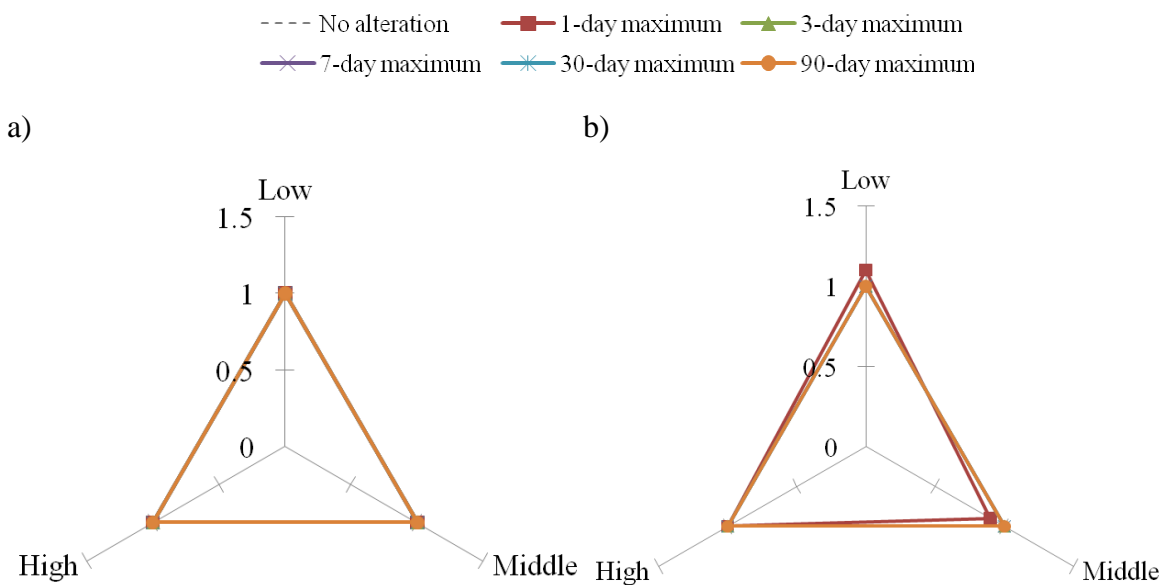 No alteration 1-day maximum 3-day maximum
7-day maximum 30-day maximum 90-day maximum
a) b)
Low
1.5
1
0.5
0
High Middle
Low
1.5
1
0.5
0
High Middle